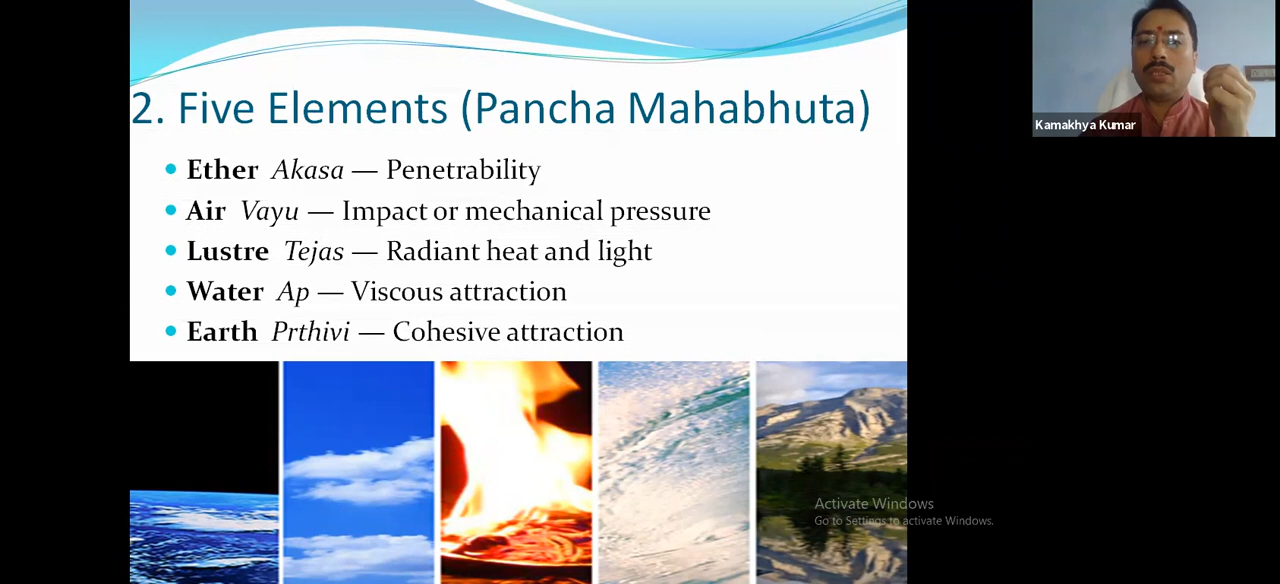 2. Five Elements (Pancha Mahabhuta)
Ether Akasa — Penetrability
Air Vayu — Impact or mechanical pressure
Lustre Tejas — Radiant heat and light
Water Ap — Viscous attraction
Earth Prthivi — Cohesive attraction
Kamakhya Kumar
Activate Windows
Go to Settings to activate Windows.